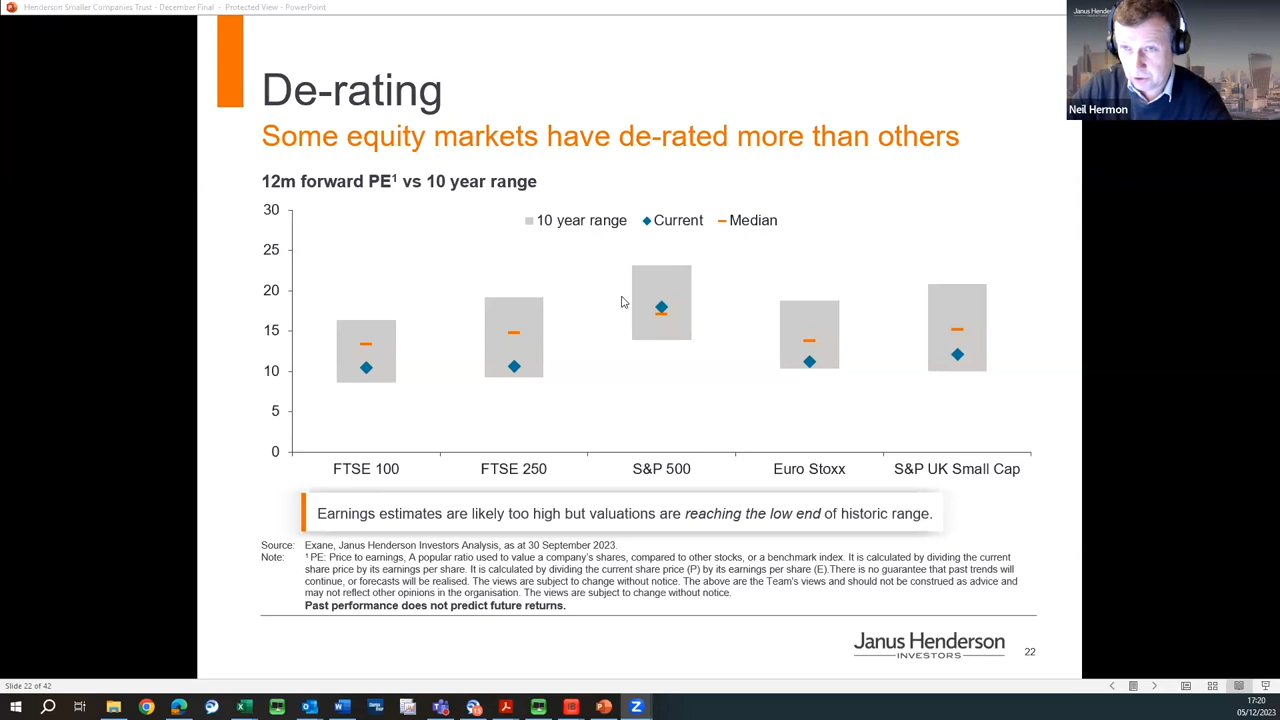 Henderson Smaller Companies Trust - December Final - Protected View - PowerPoint
Janus Henderson
Neil Hermon
De-rating
Some equity markets have de-rated more than others
12m forward PE¹ vs 10 year range
10 year range
Current
Median
30
25
20
15
10
5
0
FTSE 100
FTSE 250
S&P 500
Euro Stoxx
S&P UK Small Cap
Earnings estimates are likely too high but valuations are reaching the low end of historic range.
Source: Exane, Janus Henderson Investors Analysis, as at 30 September 2023.
Note: ¹ PE: Price to earnings, A popular ratio used to value a company's shares, compared to other stocks, or a benchmark index. It is calculated by dividing the current
share price by its earnings per share. It is calculated by dividing the current share price (P) by its earnings per share (E).There is no guarantee that past trends will
continue, or forecasts will be realised. The views are subject to change without notice. The above are the Team's views and should not be construed as advice and
may not reflect other opinions in the organisation. The views are subject to change without notice.
Past performance does not predict future returns.
Janus Henderson
INVESTORS
22
Slide 22 of 42
17:20
05/12/2023